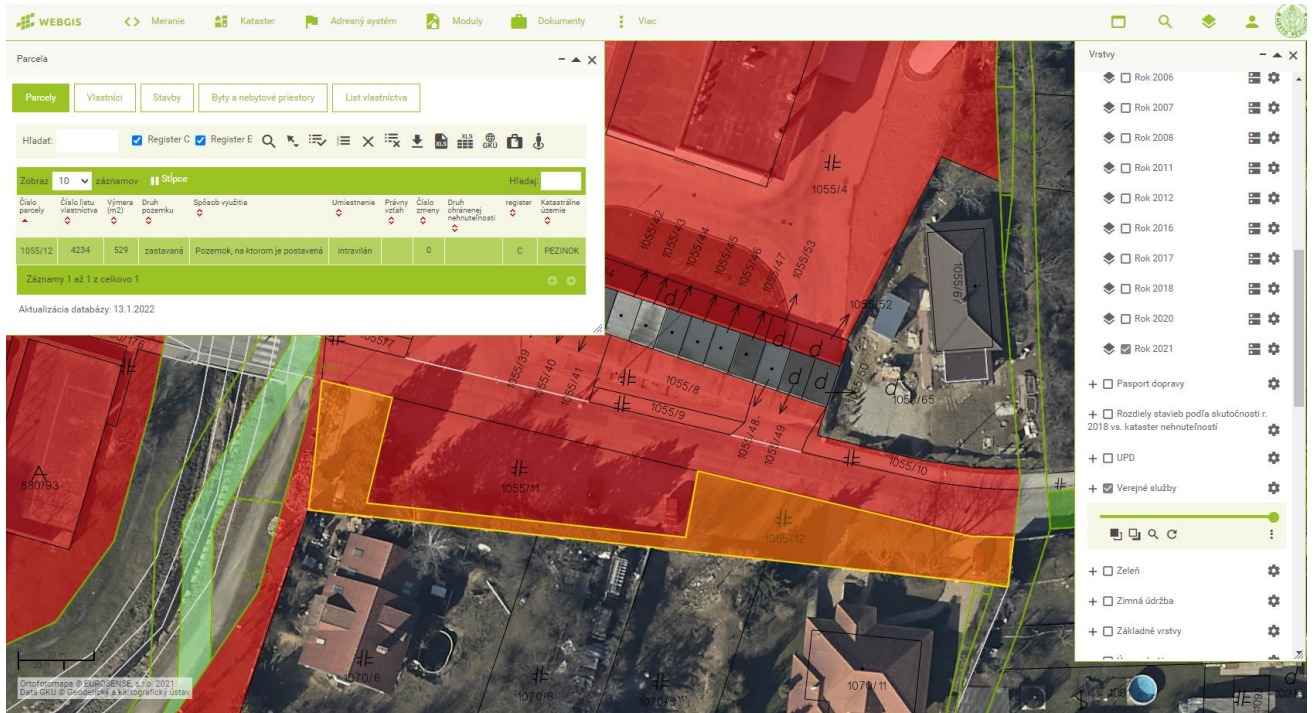 WEBGIS
Meranie
Kataster
Adresný systém
Moduly
Dokumenty
Viac
Parcela
Parcely
Vlastníci
Stavby
Byty a nebytové priestory
List vlastníctva
Hľadať:
Register C
Register E
Zobraz 10 záznamov
Stĺpce
Hľadaj
Číslo parcely
Číslo listu vlastníctva
Výmera (m2)
Druh pozemku
Spôsob využitia
Umiestnenie
Právny vzťah
Číslo zmeny
Druh chránenej nehnuteľnosti
register
Katastrálne územie
1055/12 4234 529 zastavaná Pozemok, na ktorom je postavená intravilán 0 C PEZINOK
Záznamy 1 až 1 z celkovo 1
Aktualizácia databázy: 13.1.2022
1055/4
1055/42
1055/43
1055/44
1055/45
1055/46
1055/47
1055/53
1055/52
1055/67
1055/50
1055/65
1055/39
1055/40
1055/41
1055/8
1055/9
1055/48
1055/49
1055/10
1055/11
1055/12
880/93
1070/6
1070/8
1070/11
Ortofotomapa © EUROSENSE, s.r.o. 2021
Dáta GKU © Geodetický a kartografický ústav
Vrstvy
Rok 2006
Rok 2007
Rok 2008
Rok 2011
Rok 2012
Rok 2016
Rok 2017
Rok 2018
Rok 2020
Rok 2021
Pasport dopravy
Rozdiely stavieb podľa skutočnosti r.
2018 vs. kataster nehnuteľností
UPD
Verejné služby
Zeleň
Zimná údržba
Základné vrstvy